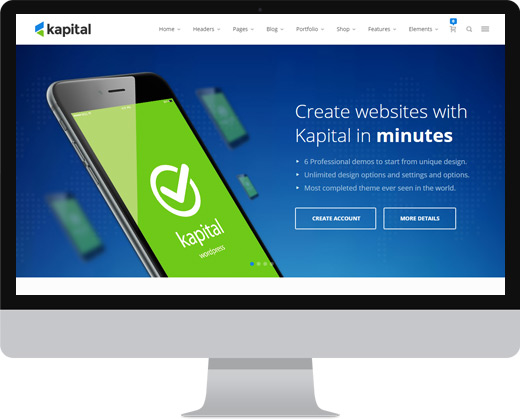 kapital
Home Headers Pages Blog Portfolio Shop Features Elements
Create websites with
Kapital in minutes
6 Professional demos to start from unique design.
Unlimited design options and settings and options.
Most completed theme ever seen in the world.
CREATE ACCOUNT MORE DETAILS
kapital
wordpress